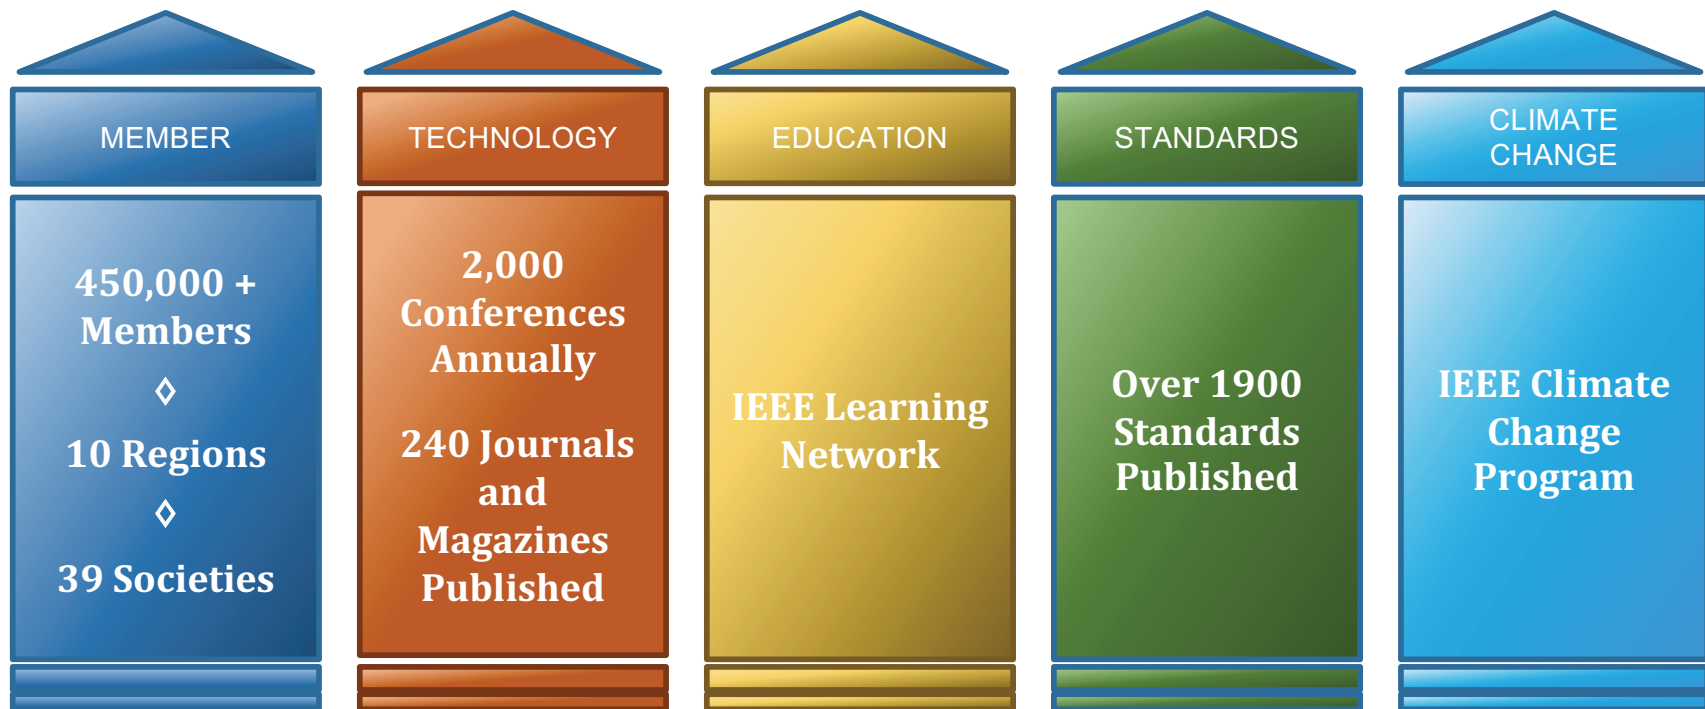 MEMBER
450,000 +
Members
◊
10 Regions
◊
39 Societies
TECHNOLOGY
2,000
Conferences
Annually
240 Journals
and
Magazines
Published
EDUCATION
IEEE Learning
Network
STANDARDS
Over 1900
Standards
Published
CLIMATE
CHANGE
IEEE Climate
Change
Program